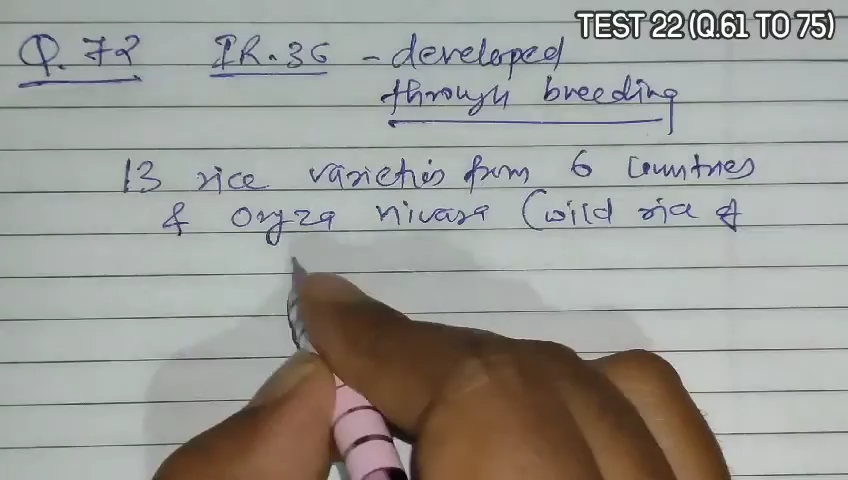 TEST 22 (Q.61 TO 75)
Q. 72 IR.36 - developed
through breeding
13 rice varieties from 6 Countries
& Oryza nivara (wild rice of